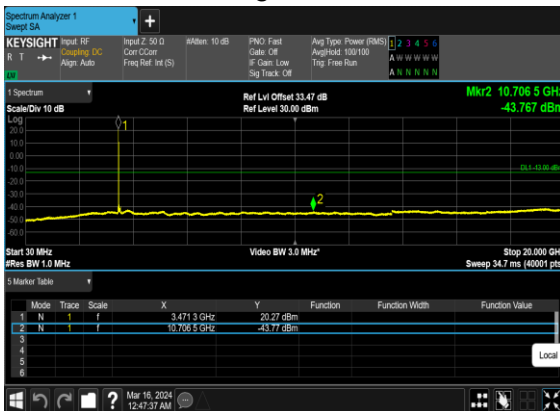 Spectrum Analyzer 1
Swept SA
+
KEYSIGHT
R T
LV
Input: RF
Coupling: DC
Align: Auto
Input Z: 50 Ω
Corr CCorr
Freq Ref: Int (S)
#Atten: 10 dB
PNO: Fast
Gate: Off
IF Gain: Low
Sig Track: Off
Avg Type: Power (RMS)
Avg|Hold: 100/100
Trig: Free Run
1 2 3 4 5 6
A W W W W W
A N N N N N
1 Spectrum
Scale/Div 10 dB
Ref Lvl Offset 33.47 dB
Ref Level 30.00 dBm
Mkr2 10.706 5 GHz
-43.767 dBm
Log
20.0
10.0
0.00
-10.0
-20.0
-30.0
-40.0
-50.0
-60.0
1
2
DL1 -13.00 dBm
Start 30 MHz
#Res BW 1.0 MHz
Video BW 3.0 MHz*
Stop 20.000 GH
Sweep 34.7 ms (40001 pts
5 Marker Table
Mode Trace Scale X Y Function Function Width Function Value
1 N 1 f 3.471 3 GHz 20.27 dBm
2 N 1 f 10.706 5 GHz -43.77 dBm
3
4
5
6
Local
?
Mar 16, 2024
12:47:37 AM